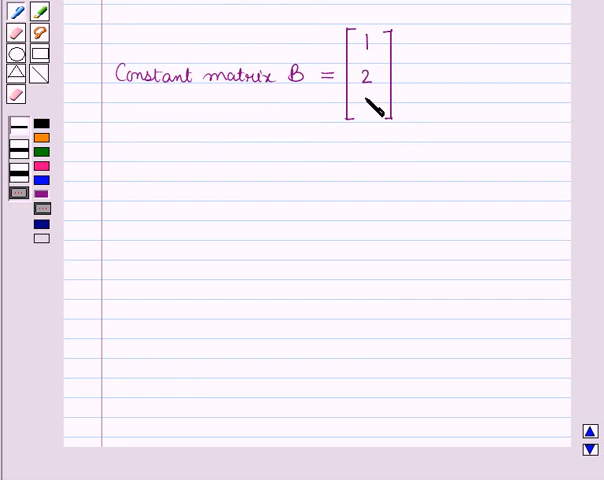 Constant matrix B = [ 1
2 ]